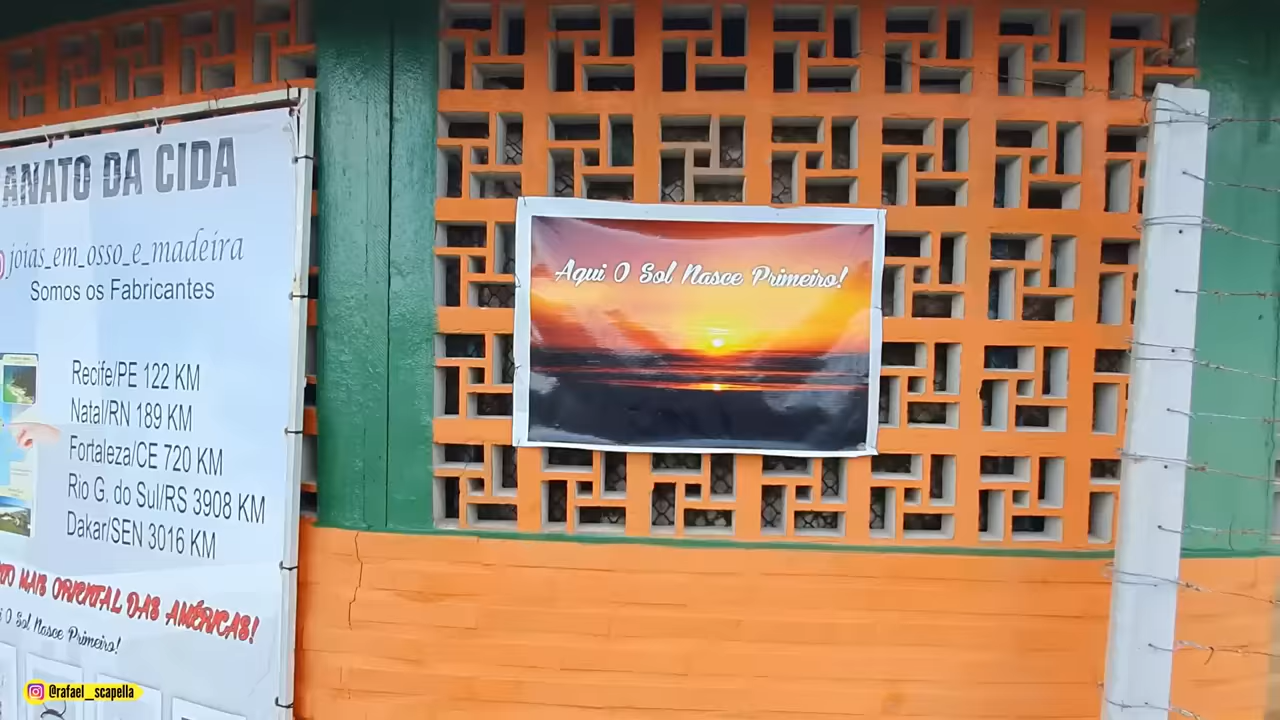 ANATO DA CIDA
joias_em_osso_e_madeira
Somos os Fabricantes
Recife/PE 122 KM
Natal/RN 189 KM
Fortaleza/CE 720 KM
Rio G. do Sul/RS 3908 KM
Dakar/SEN 3016 KM
MAIS ORIENTAL DAS AMÉRICAS!
O Sol Nasce Primeiro!
Aqui O Sol Nasce Primeiro!
@rafael__scapella